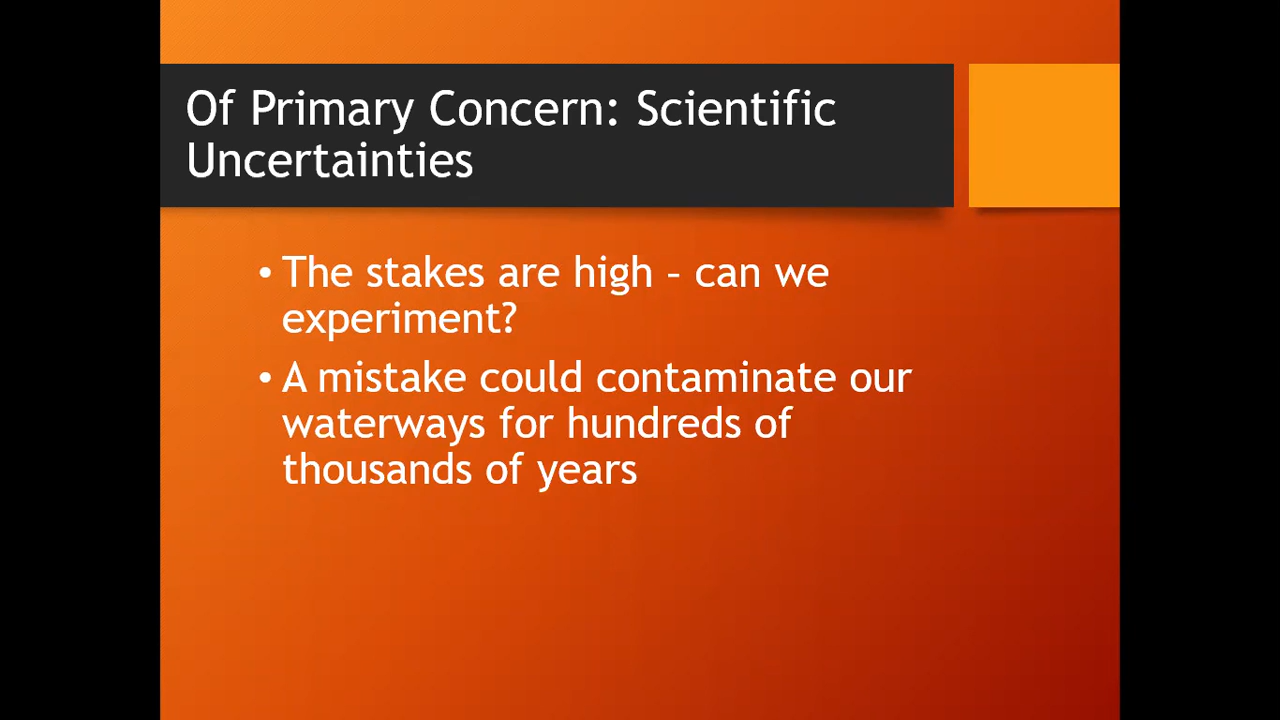 Of Primary Concern: Scientific
Uncertainties
• The stakes are high – can we
experiment?
• A mistake could contaminate our
waterways for hundreds of
thousands of years